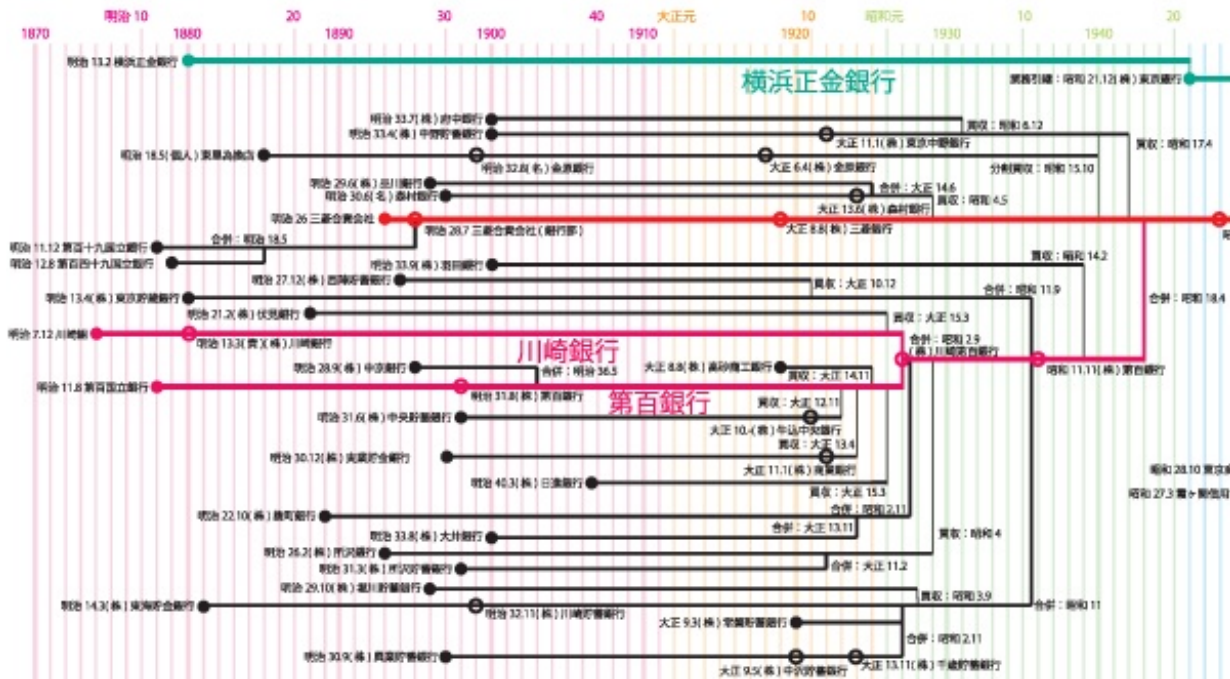 明治 10 20 30 40 大正元 10 昭和元 10 20
1870 1880 1890 1900 1910 1920 1930 1940
明治 13.2 横浜正金銀行
横浜正金銀行
業務引継：昭和 21.12(株) 東京銀行
明治 33.7(株) 府中銀行
買収：昭和 6.12
明治 33.4(株) 中野貯蓄銀行
大正 11.1(株) 東京中野銀行
買収：昭和 17.4
明治 18.5(個人)
明治 32.8(名) 金原銀行
大正 6.4(株) 金原銀行
分割買収：昭和 15.10
明治 29.6(株) 品川銀行
合併：大正 14.6
明治 30.6(名) 森村銀行
大正 13.6(株) 森村銀行
買収：昭和 4.5
明治 26 三菱合資会社
明治 28.7 三菱合資会社(銀行部)
大正 8.8(株) 三菱銀行
合併：明治 18.5
明治 11.12 第百十九国立銀行
明治 12.8 第百四十九国立銀行
明治 33.9(株) 羽田銀行
買収：昭和 14.2
明治 27.12(株) 西陣貯蓄銀行
買収：大正 10.12
明治 13.4(株) 東京貯蔵銀行
合併：昭和 11.9
合併：昭和 18.4
明治 21.2(株) 伏見銀行
買収：大正 15.3
明治 7.12 川崎組
明治 13.3(資)(株) 川崎銀行
川崎銀行
合併：昭和 2.9
(株) 川崎第百銀行
明治 28.9(株) 中京銀行
合併：明治 36.5
大正 8.8(株) 高砂商工銀行
買収：大正 14.11
昭和 11.11(株) 第百銀行
明治 11.8 第百国立銀行
明治 31.8(株) 第百銀行
第百銀行
買収：大正 12.11
明治 31.6(株) 中央貯蓄銀行
大正 10.4(株) 牛込中央銀行
買収：大正 13.4
明治 30.12(株) 実業貯金銀行
大正 11.1(株)
明治 40.3(株) 日進銀行
買収：大正 15.3
昭和 28.10 東京
昭和 27.3 霞ヶ関信用
明治 22.10(株) 麹町銀行
合併：昭和 2.11
合併：大正 13.11
明治 33.8(株) 大井銀行
買収：昭和 4
明治 26.2(株) 所沢銀行
明治 31.3(株) 所沢貯蓄銀行
合併：大正 11.2
明治 29.10(株) 堀川貯蓄銀行
買収：昭和 3.9
明治 14.3(株) 東海貯金銀行
明治 32.11(株) 川崎貯蓄銀行
合併：昭和 11
大正 9.3(株) 常磐貯蓄銀行
合併：昭和 2.11
明治 30.9(株) 興業貯蓄銀行
大正 9.5(株) 中沢貯蓄銀行
大正 13.11(株) 千歳貯蓄銀行